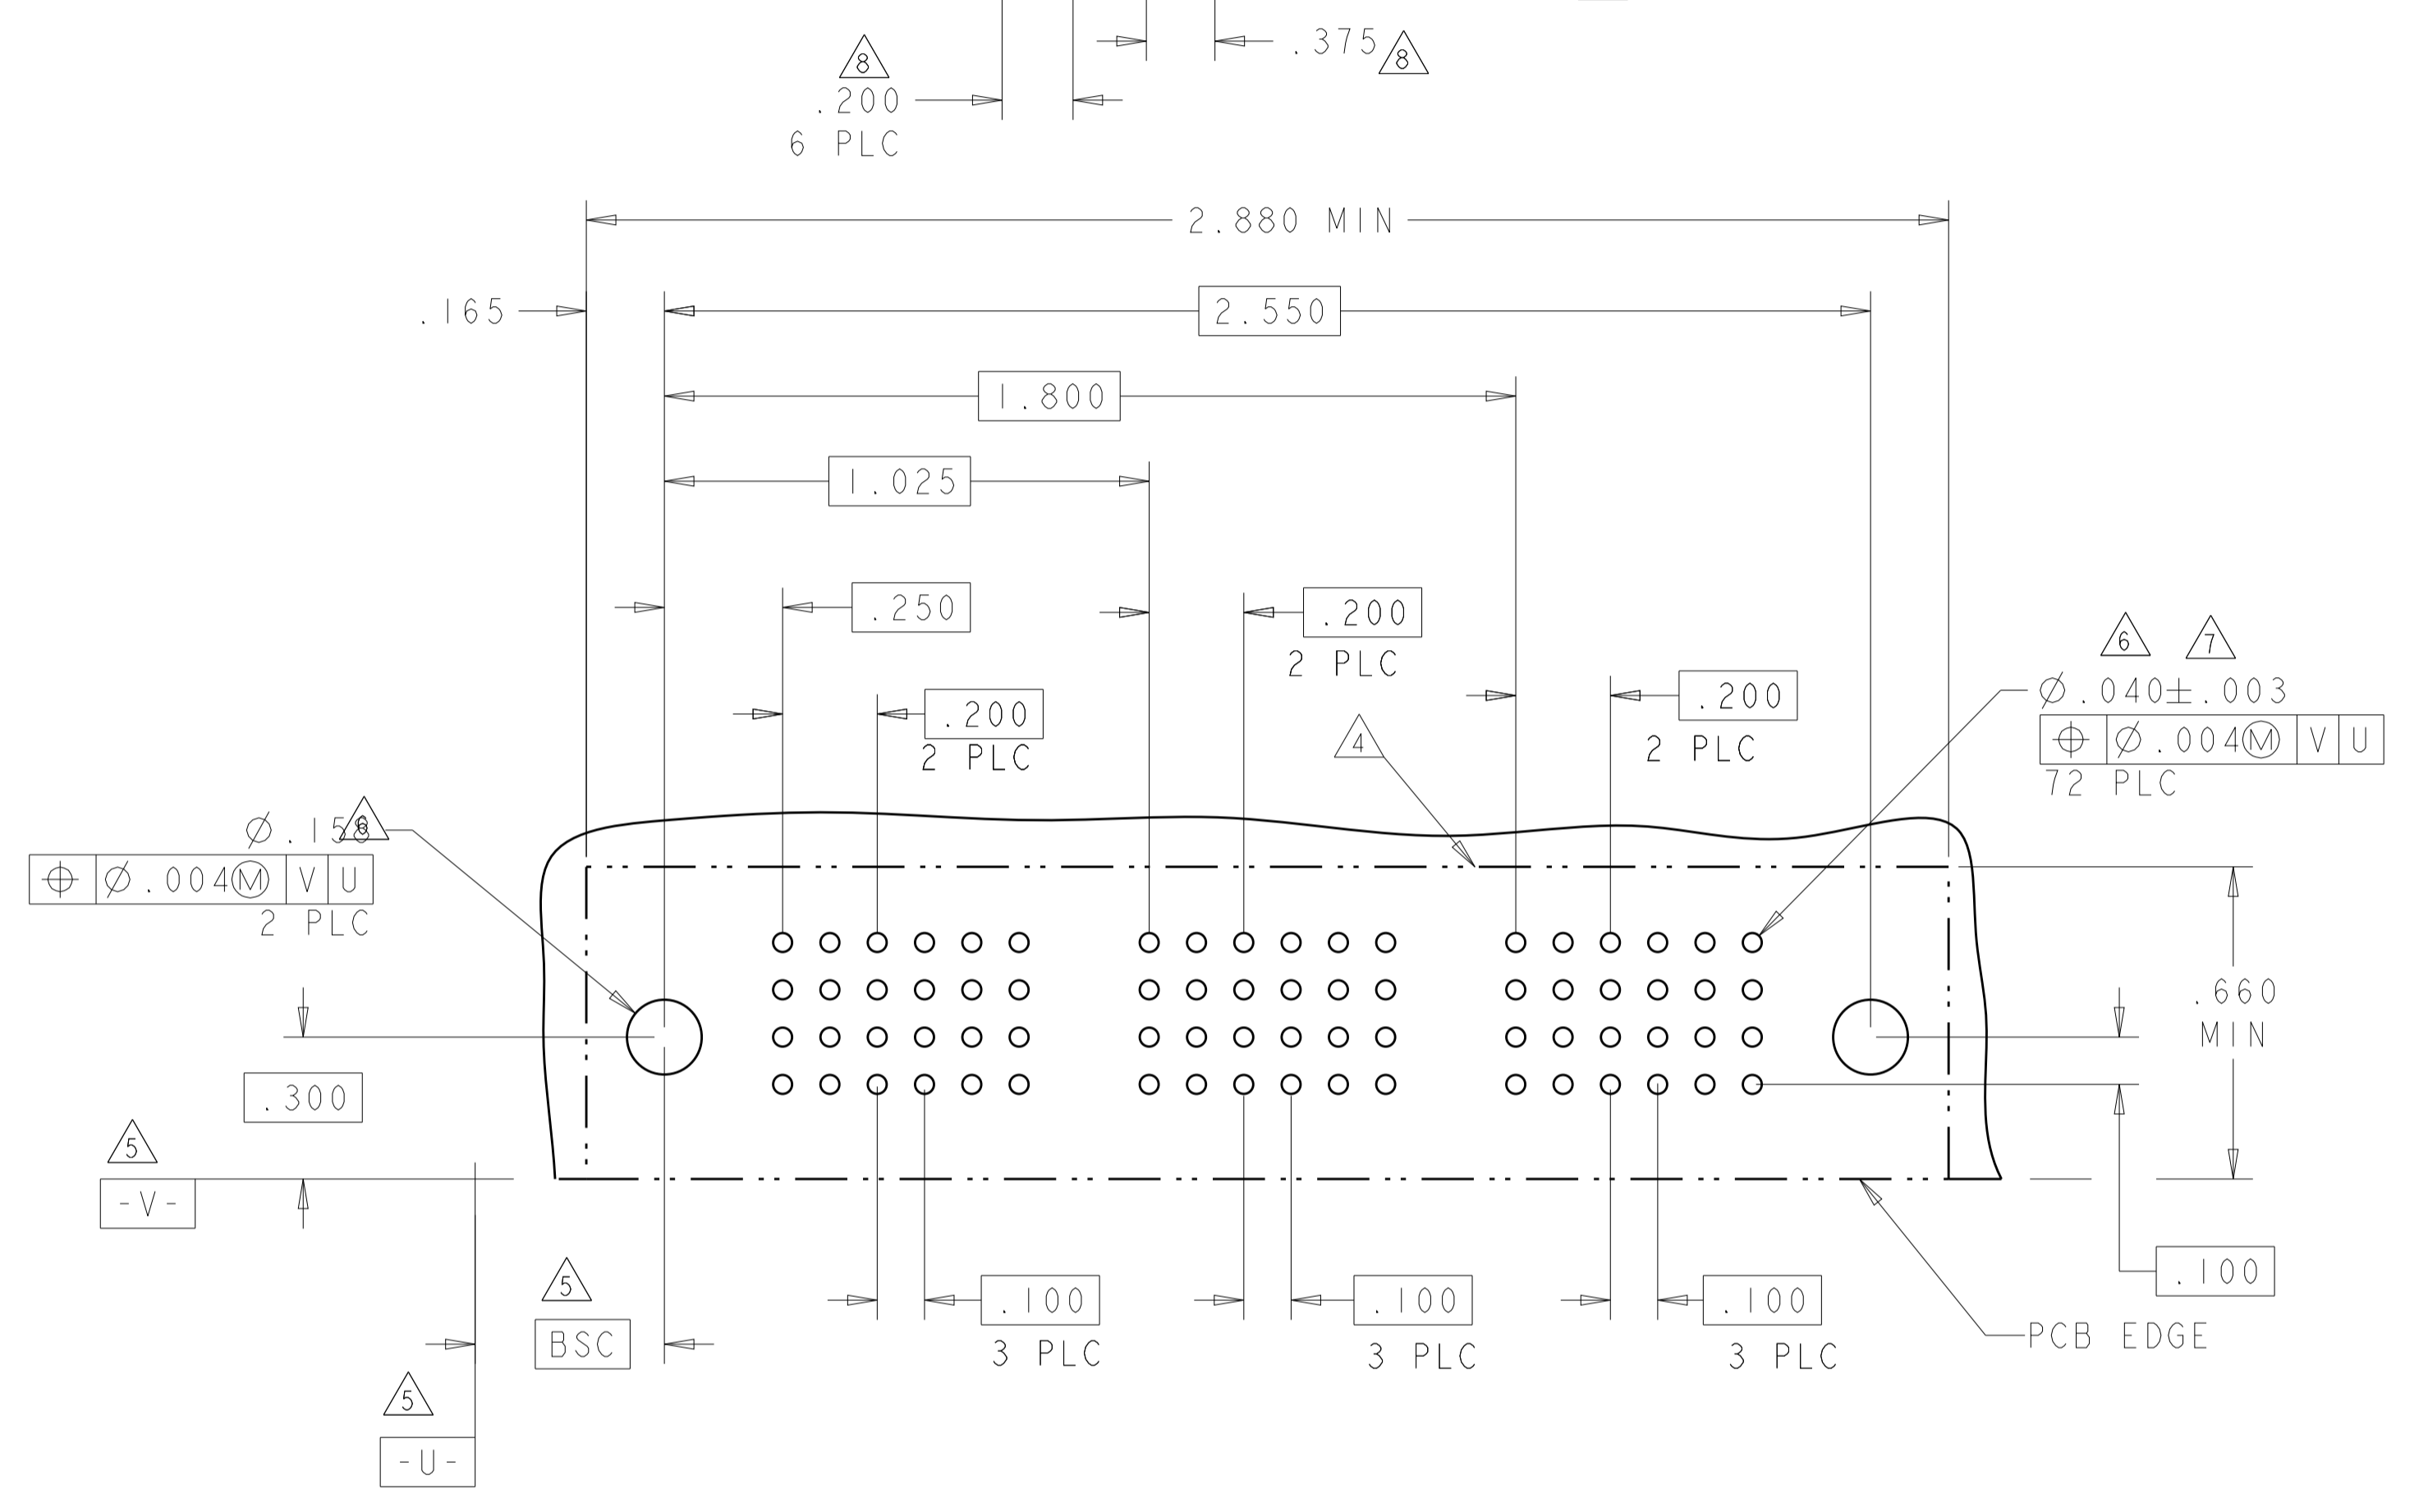 .375 8
8
.200
6 PLC
2.880 MIN
.165
2.550
1.800
1.025
.250
.200
2 PLC
.200
2 PLC
.200
2 PLC
4
6 7
⌀.040±.003
⌖ ⌀.004Ⓜ V U
72 PLC
8
⌖ ⌀.004Ⓜ V U
2 PLC
.660
MIN
.300
5
-V-
5
BSC
5
-U-
.100
3 PLC
.100
3 PLC
.100
3 PLC
.100
PCB EDGE